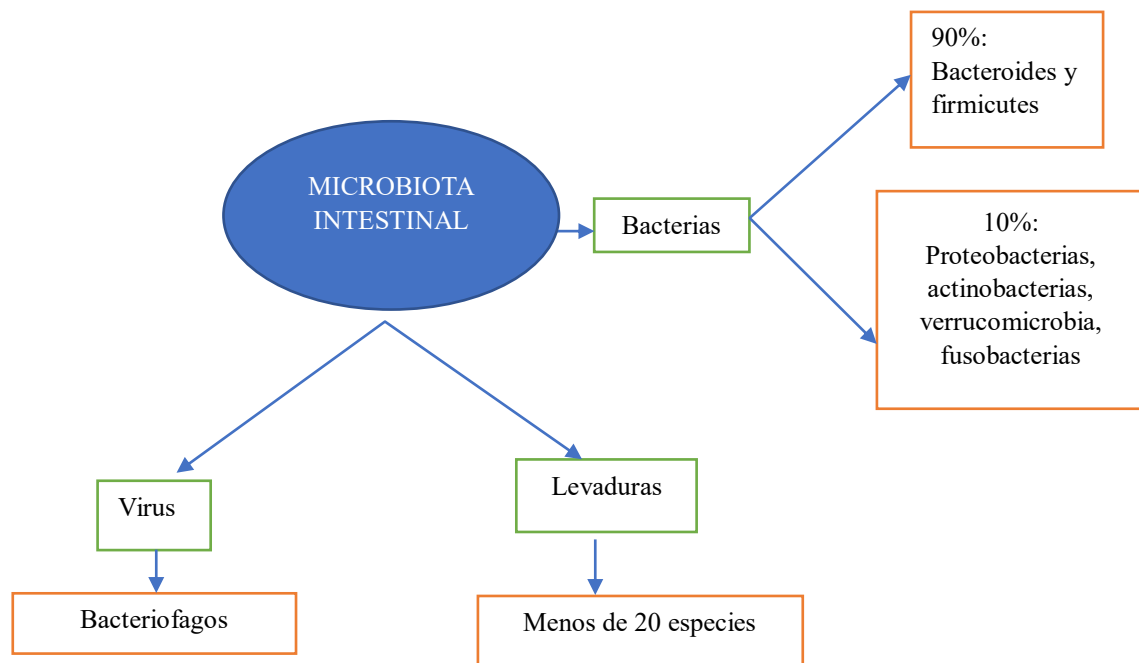 90%:
Bacteroides y
firmicutes
MICROBIOTA
INTESTINAL
Bacterias
10%:
Proteobacterias,
actinobacterias,
verrucomicrobia,
fusobacterias
Levaduras
Virus
Bacteriofagos
Menos de 20 especies